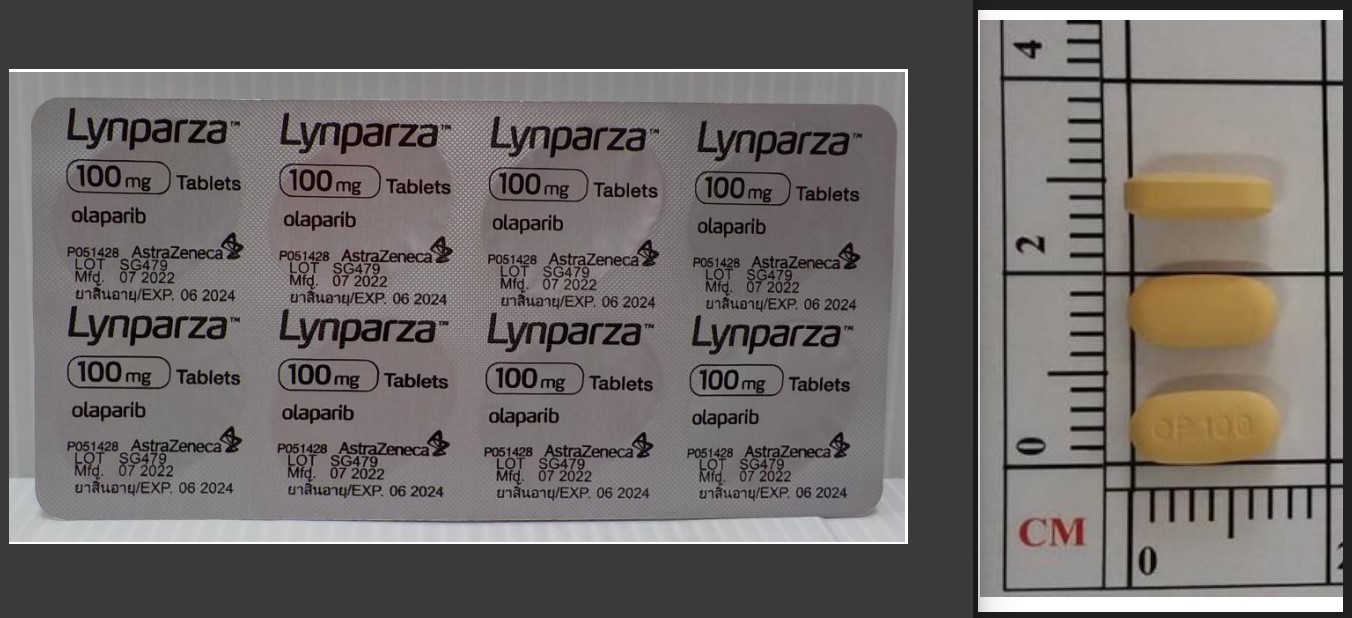 Lynparza™
100 mg Tablets
olaparib
P051428 AstraZeneca
LOT SG479
Mfd. 07 2022
ยาสิ้นอายุ/EXP. 06 2024
Lynparza™
100 mg Tablets
olaparib
P051428 AstraZeneca
LOT SG479
Mfd. 07 2022
ยาสิ้นอายุ/EXP. 06 2024
Lynparza™
100 mg Tablets
olaparib
P051428 AstraZeneca
LOT SG479
Mfd. 07 2022
ยาสิ้นอายุ/EXP. 06 2024
Lynparza™
100 mg Tablets
olaparib
P051428 AstraZeneca
LOT SG479
Mfd. 07 2022
ยาสิ้นอายุ/EXP. 06 2024
Lynparza™
100 mg Tablets
olaparib
P051428 AstraZeneca
LOT SG479
Mfd. 07 2022
ยาสิ้นอายุ/EXP. 06 2024
Lynparza™
100 mg Tablets
olaparib
P051428 AstraZeneca
LOT SG479
Mfd. 07 2022
ยาสิ้นอายุ/EXP. 06 2024
Lynparza™
100 mg Tablets
olaparib
P051428 AstraZeneca
LOT SG479
Mfd. 07 2022
ยาสิ้นอายุ/EXP. 06 2024
Lynparza™
100 mg Tablets
olaparib
P051428 AstraZeneca
LOT SG479
Mfd. 07 2022
ยาสิ้นอายุ/EXP. 06 2024
4
2
0
OP 100
CM
0